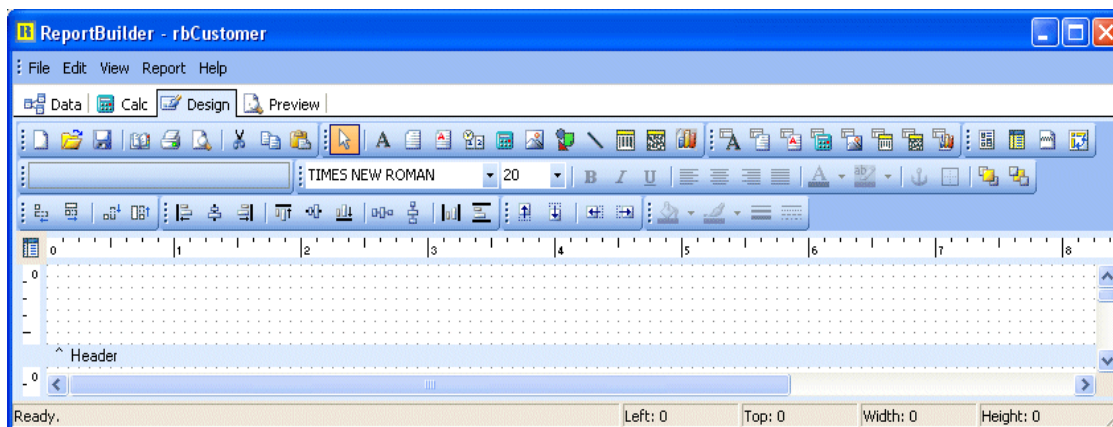 ReportBuilder - rbCustomer
File Edit View Report Help
Data Calc Design Preview
TIMES NEW ROMAN 20 B I U
0 1 2 3 4 5 6 7 8
0
^ Header
0
Ready. Left: 0 Top: 0 Width: 0 Height: 0